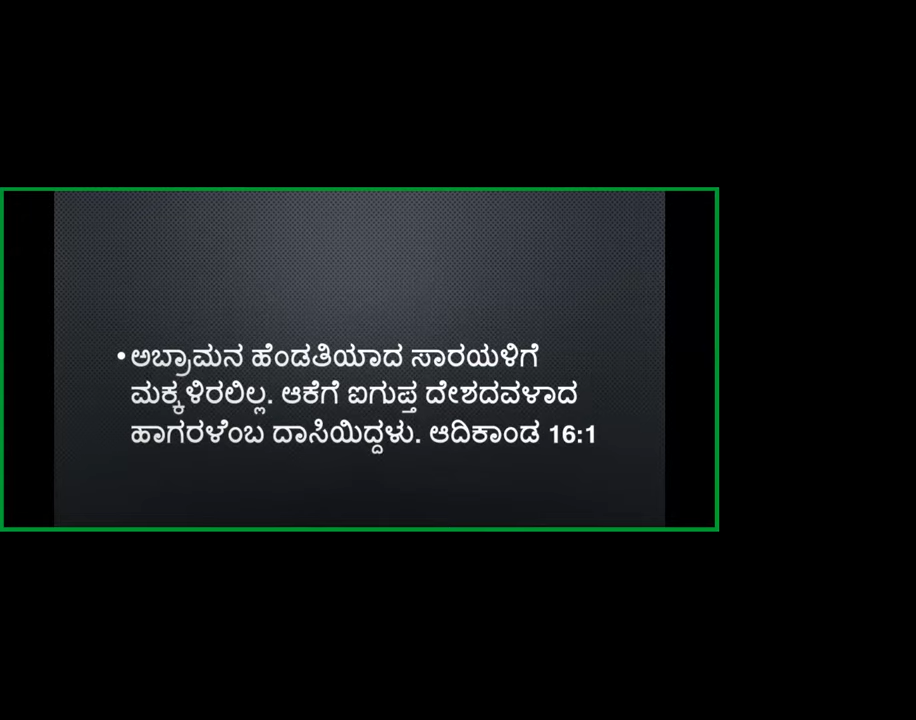 • ಅಬ್ರಾಮನ ಹೆಂಡತಿಯಾದ ಸಾರಯಳಿಗೆ
ಮಕ್ಕಳಿರಲಿಲ್ಲ. ಆಕೆಗೆ ಐಗುಪ್ತ ದೇಶದವಳಾದ
ಹಾಗರಳೆಂಬ ದಾಸಿಯಿದ್ದಳು. ಆದಿಕಾಂಡ 16:1